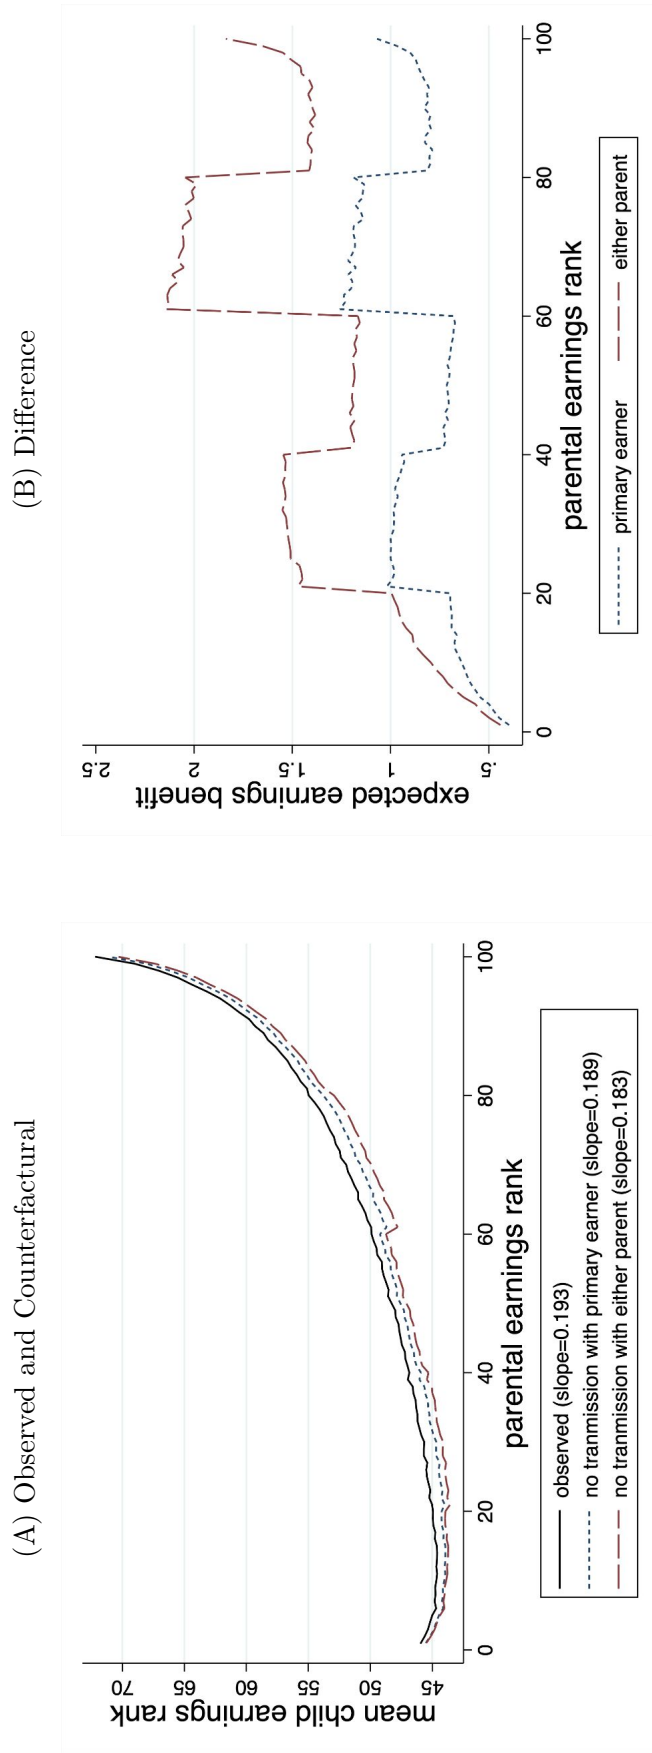 (A) Observed and Counterfactual
mean child earnings rank
70
65
60
55
50
45
0 20 40 60 80 100
parental earnings rank
observed (slope=0.193)
no tranmission with primary earner (slope=0.189)
no tranmission with either parent (slope=0.183)
(B) Difference
expected earnings benefit
2.5
2
1.5
1
.5
0 20 40 60 80 100
parental earnings rank
primary earner either parent